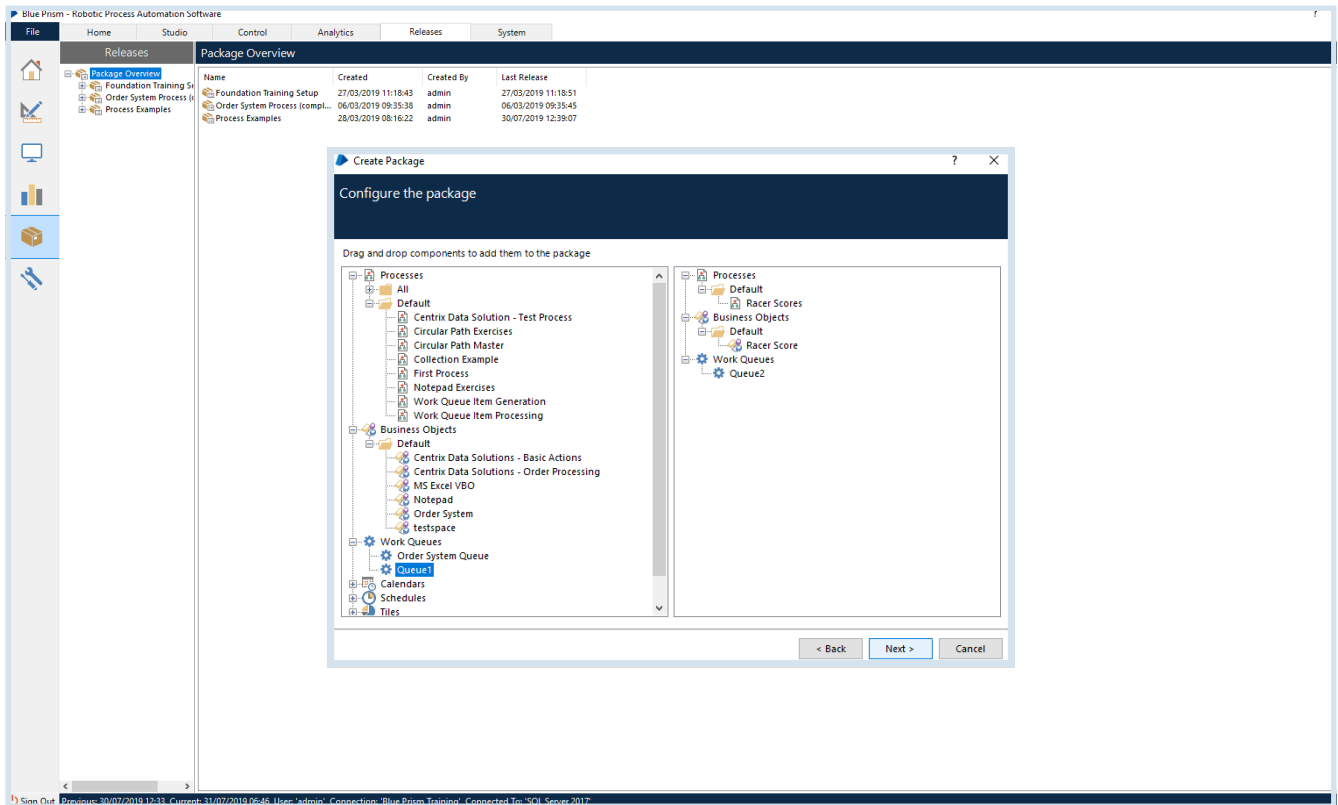 Blue Prism - Robotic Process Automation Software
File Home Studio Control Analytics Releases System
Releases
Package Overview
Package Overview
Foundation Training Se
Order System Process (c
Process Examples
Name Created Created By Last Release
Foundation Training Setup 27/03/2019 11:18:43 admin 27/03/2019 11:18:51
Order System Process (compl... 06/03/2019 09:35:38 admin 06/03/2019 09:35:45
Process Examples 28/03/2019 08:16:22 admin 30/07/2019 12:39:07
Create Package ?
Configure the package
Drag and drop components to add them to the package
Processes
All
Default
Centrix Data Solution - Test Process
Circular Path Exercises
Circular Path Master
Collection Example
First Process
Notepad Exercises
Work Queue Item Generation
Work Queue Item Processing
Business Objects
Default
Centrix Data Solutions - Basic Actions
Centrix Data Solutions - Order Processing
MS Excel VBO
Notepad
Order System
testspace
Work Queues
Order System Queue
Queue1
Calendars
Schedules
Tiles
Processes
Default
Racer Scores
Business Objects
Default
Racer Score
Work Queues
Queue2
< Back Next > Cancel
Sign Out Previous: 30/07/2019 12:33. Current: 31/07/2019 06:46. User: 'admin'. Connection: 'Blue Prism Training'. Connected To: 'SQL Server 2017'